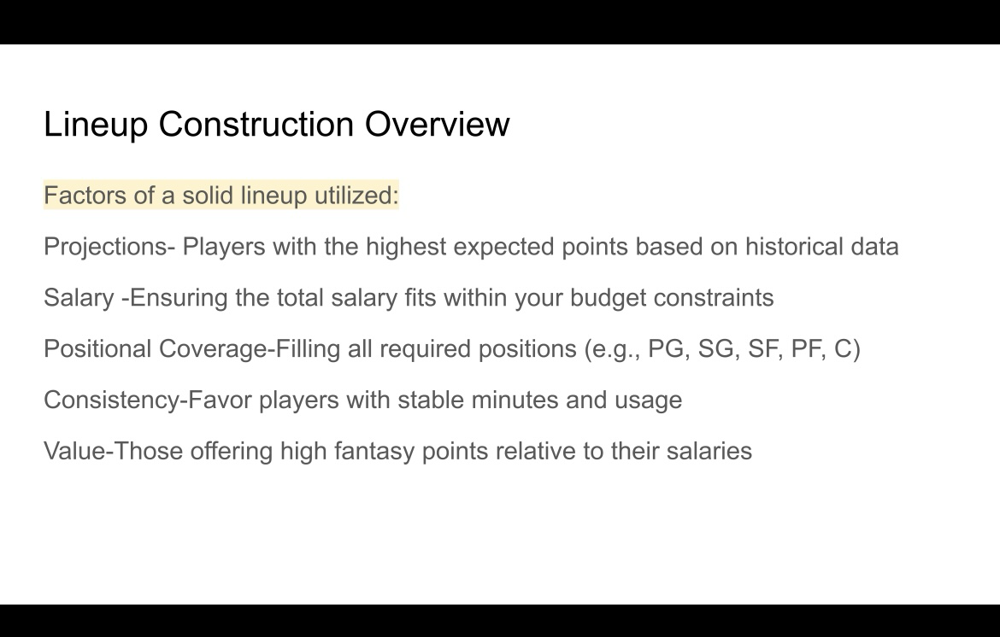 Lineup Construction Overview
Factors of a solid lineup utilized:
Projections- Players with the highest expected points based on historical data
Salary -Ensuring the total salary fits within your budget constraints
Positional Coverage-Filling all required positions (e.g., PG, SG, SF, PF, C)
Consistency-Favor players with stable minutes and usage
Value-Those offering high fantasy points relative to their salaries